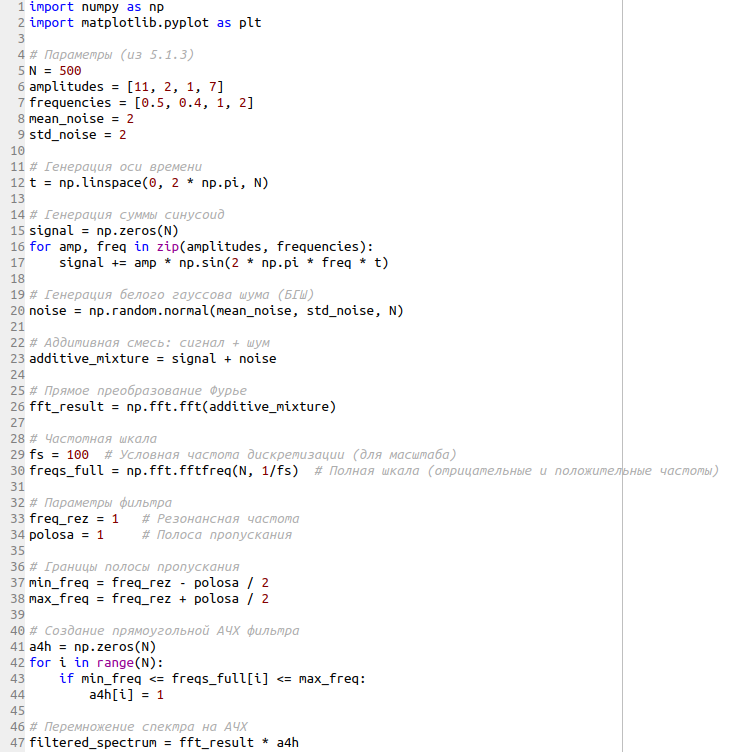 1 import numpy as np
2 import matplotlib.pyplot as plt
3
4 # Параметры (из 5.1.3)
5 N = 500
6 amplitudes = [11, 2, 1, 7]
7 frequencies = [0.5, 0.4, 1, 2]
8 mean_noise = 2
9 std_noise = 2
10
11 # Генерация оси времени
12 t = np.linspace(0, 2 * np.pi, N)
13
14 # Генерация суммы синусоид
15 signal = np.zeros(N)
16 for amp, freq in zip(amplitudes, frequencies):
17     signal += amp * np.sin(2 * np.pi * freq * t)
18
19 # Генерация белого гауссова шума (БГШ)
20 noise = np.random.normal(mean_noise, std_noise, N)
21
22 # Аддитивная смесь: сигнал + шум
23 additive_mixture = signal + noise
24
25 # Прямое преобразование Фурье
26 fft_result = np.fft.fft(additive_mixture)
27
28 # Частотная шкала
29 fs = 100  # Условная частота дискретизации (для масштаба)
30 freqs_full = np.fft.fftfreq(N, 1/fs)  # Полная шкала (отрицательные и положительные частоты)
31
32 # Параметры фильтра
33 freq_rez = 1   # Резонансная частота
34 polosa = 1     # Полоса пропускания
35
36 # Границы полосы пропускания
37 min_freq = freq_rez - polosa / 2
38 max_freq = freq_rez + polosa / 2
39
40 # Создание прямоугольной АЧХ фильтра
41 a4h = np.zeros(N)
42 for i in range(N):
43     if min_freq <= freqs_full[i] <= max_freq:
44         a4h[i] = 1
45
46 # Перемножение спектра на АЧХ
47 filtered_spectrum = fft_result * a4h